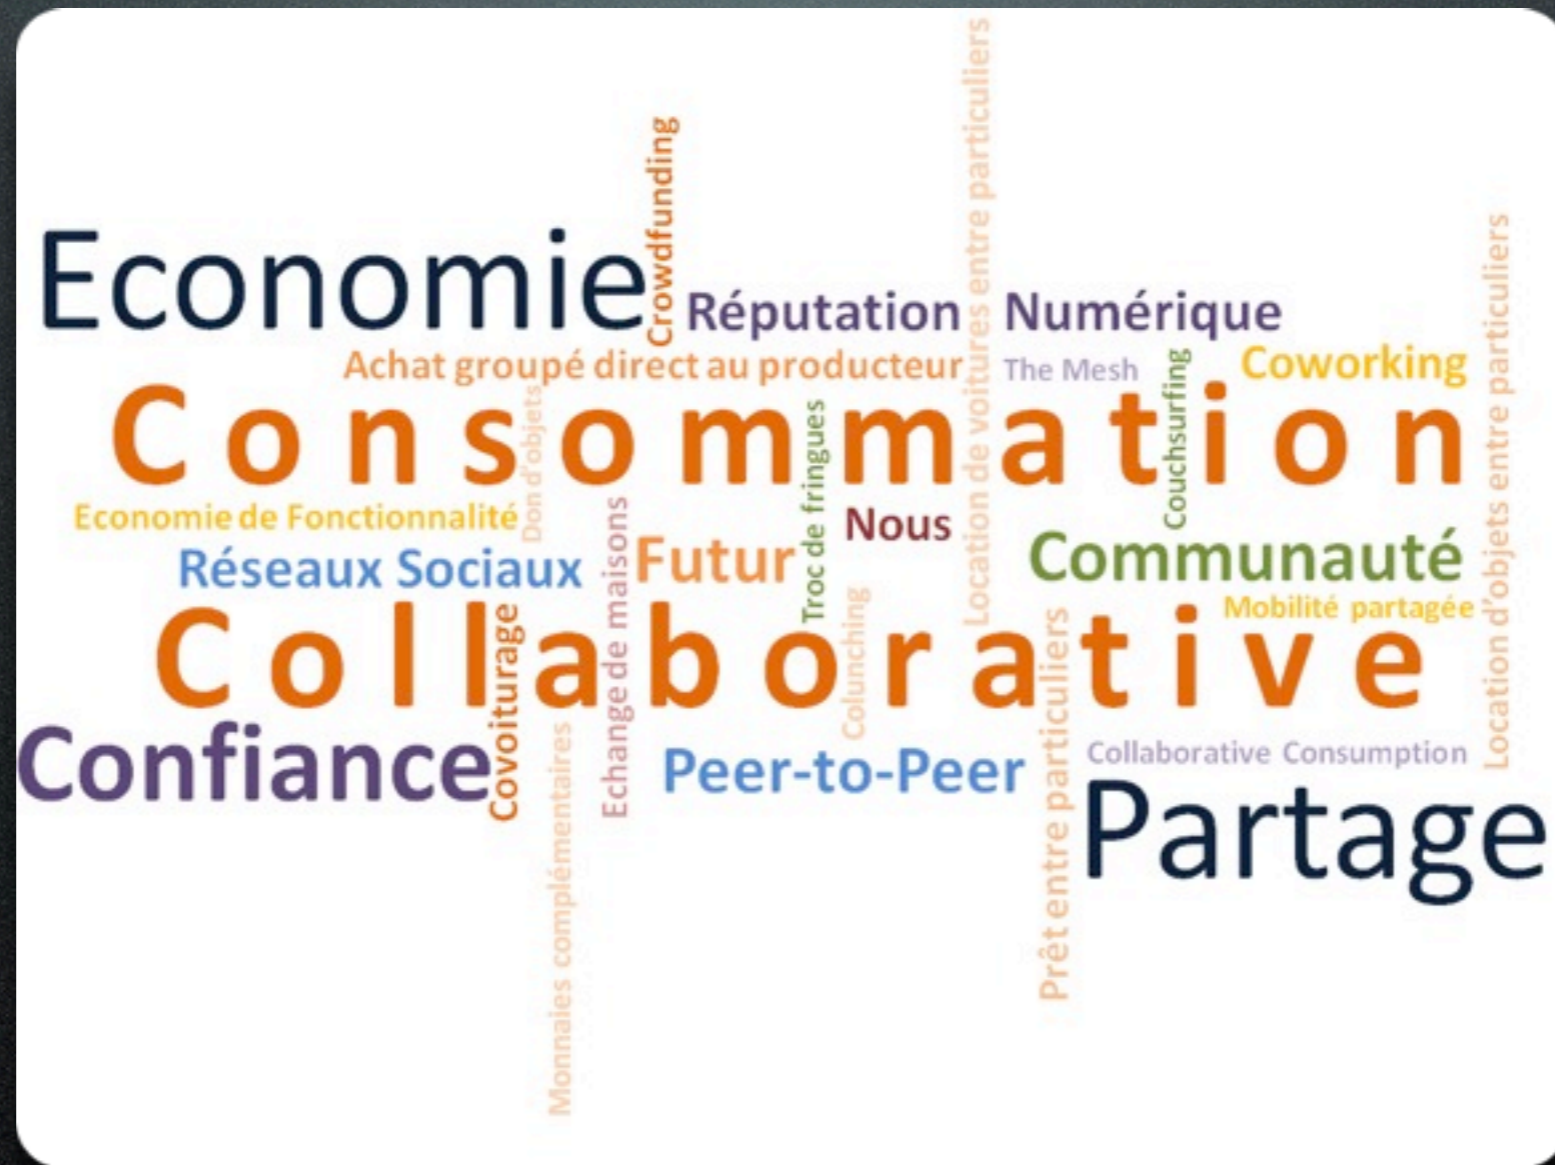 Crowdfunding
Location de voitures entre particuliers
Economie
Réputation
Numérique
Achat groupé direct au producteur
The Mesh
Couchsurfing
Coworking
Location d'objets entre particuliers
Consommation
Don d'objets
Troc de fringues
Economie de Fonctionnalité
Nous
Réseaux Sociaux
Echange de maisons
Futur
Communauté
Colunching
Mobilité partagée
Collaborative
Covoiturage
Prêt entre particuliers
Confiance
Monnaies complémentaires
Peer-to-Peer
Collaborative Consumption
Partage